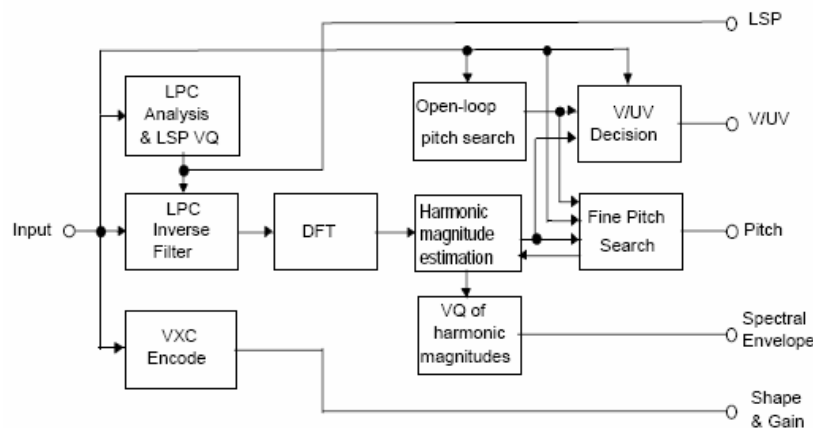 LSP
LPC
Analysis
& LSP VQ
Open-loop
pitch search
V/UV
Decision
V/UV
Input
LPC
Inverse
Filter
DFT
Harmonic
magnitude
estimation
Fine Pitch
Search
Pitch
VXC
Encode
VQ of
harmonic
magnitudes
Spectral
Envelope
Shape
& Gain